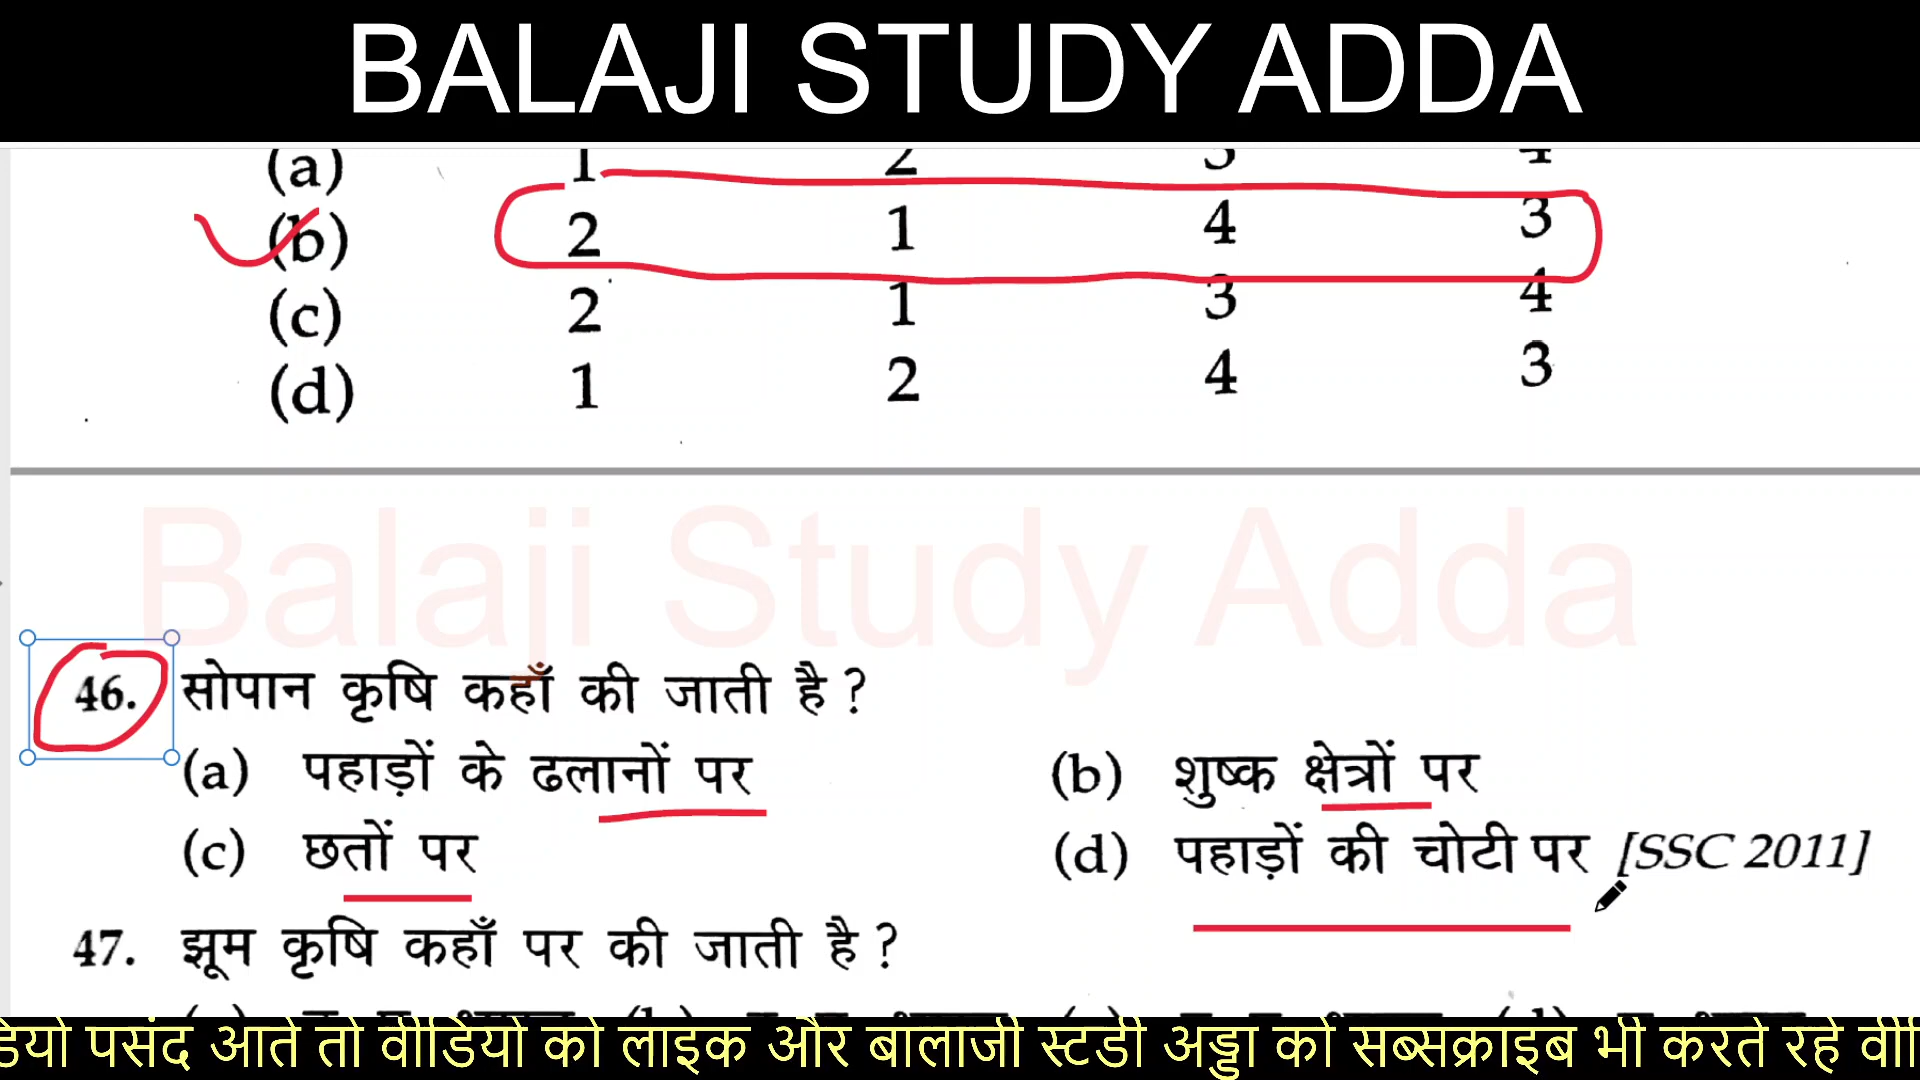 BALAJI STUDY ADDA
(a) 1 2 3 4
(b) 2 1 4 3
(c) 2 1 3 4
(d) 1 2 4 3
Balaji Study Adda
46. सोपान कृषि कहाँ की जाती है ?
(a) पहाड़ों के ढलानों पर (b) शुष्क क्षेत्रों पर
(c) छतों पर (d) पहाड़ों की चोटी पर [SSC 2011]
47. झूम कृषि कहाँ पर की जाती है ?
डियो पसंद आते तो वीडियो को लाइक और बालाजी स्टडी अड्डा को सब्सक्राइब भी करते रहे वी